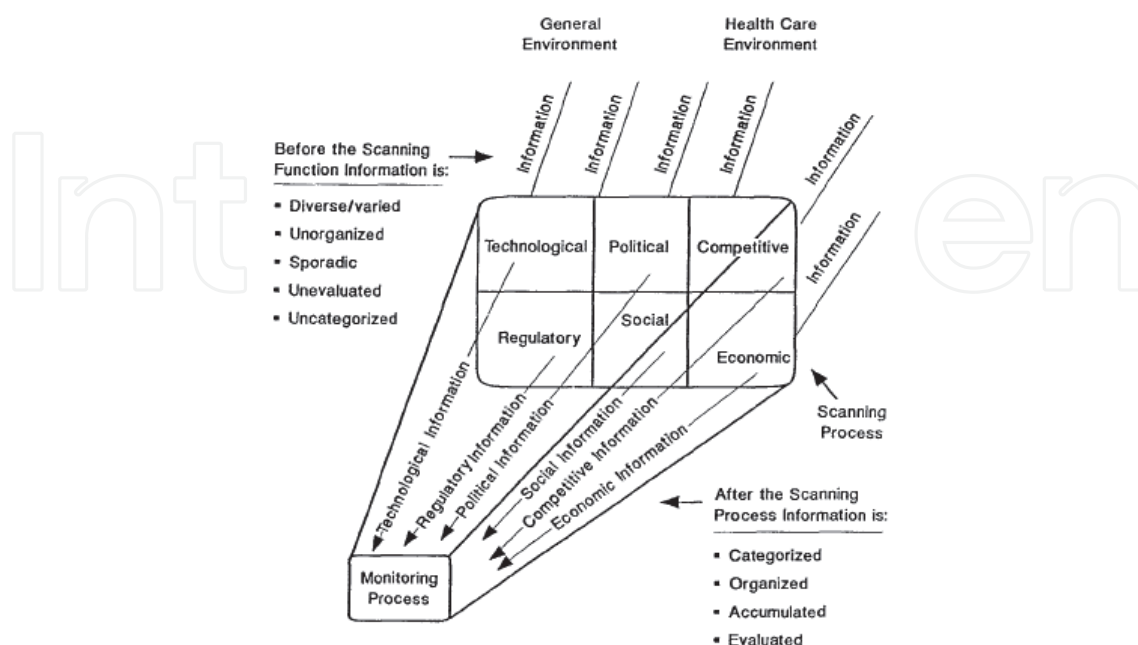 General
Environment
Health Care
Environment
Information
Information
Information
Information
Information
Information
Before the Scanning
Function Information is:
▪ Diverse/varied
▪ Unorganized
▪ Sporadic
▪ Unevaluated
▪ Uncategorized
Technological
Political
Competitive
Regulatory
Social
Economic
Scanning
Process
Technological Information
Regulatory Information
Political Information
Social Information
Competitive Information
Economic Information
After the Scanning
Process Information is:
▪ Categorized
▪ Organized
▪ Accumulated
▪ Evaluated
Monitoring
Process
Int
en